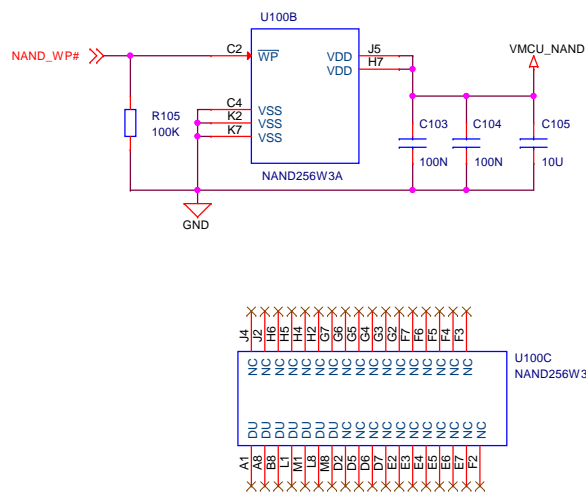 U100B
NAND_WP#
C2
WP
VDD
J5
VDD
H7
VMCU_NAND
R105
100K
C4
VSS
K2
VSS
K7
VSS
C103
100N
C104
100N
C105
10U
NAND256W3A
GND
J4 J2 H6 H5 H4 H2 G7 G6 G5 G4 G3 G2 F7 F6 F5 F4 F3
NC NC NC NC NC NC NC NC NC NC NC NC NC NC NC NC NC
U100C
NAND256W3
DU DU DU DU DU DU DU NC NC NC NC NC NC NC NC NC NC NC
A1 A8 B8 L1 M1 L8 M8 D2 D5 D6 D7 E2 E3 E4 E5 E6 E7 F2